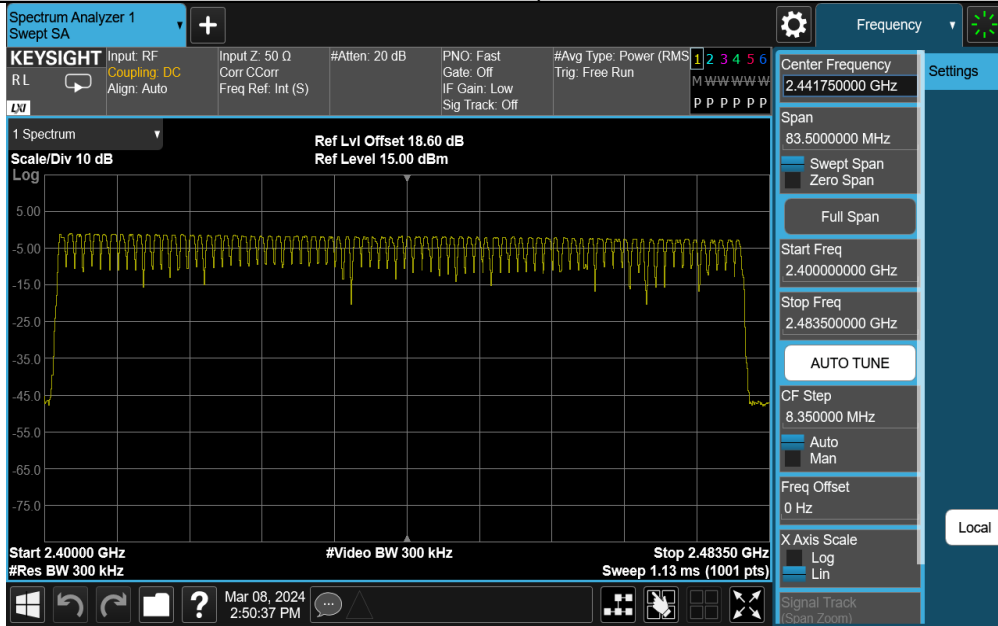 Spectrum Analyzer 1
Swept SA
+
Frequency
KEYSIGHT
RL
LXI
Input: RF
Coupling: DC
Align: Auto
Input Z: 50 Ω
Corr CCorr
Freq Ref: Int (S)
#Atten: 20 dB
PNO: Fast
Gate: Off
IF Gain: Low
Sig Track: Off
#Avg Type: Power (RMS
Trig: Free Run
1 2 3 4 5 6
M W W W W W
P P P P P P
1 Spectrum
Scale/Div 10 dB
Log
Ref Lvl Offset 18.60 dB
Ref Level 15.00 dBm
5.00
-5.00
-15.0
-25.0
-35.0
-45.0
-55.0
-65.0
-75.0
Start 2.40000 GHz
#Res BW 300 kHz
#Video BW 300 kHz
Stop 2.48350 GHz
Sweep 1.13 ms (1001 pts)
Center Frequency
2.441750000 GHz
Settings
Span
83.5000000 MHz
Swept Span
Zero Span
Full Span
Start Freq
2.400000000 GHz
Stop Freq
2.483500000 GHz
AUTO TUNE
CF Step
8.350000 MHz
Auto
Man
Freq Offset
0 Hz
Local
X Axis Scale
Log
Lin
Signal Track
(Span Zoom)
?
Mar 08, 2024
2:50:37 PM